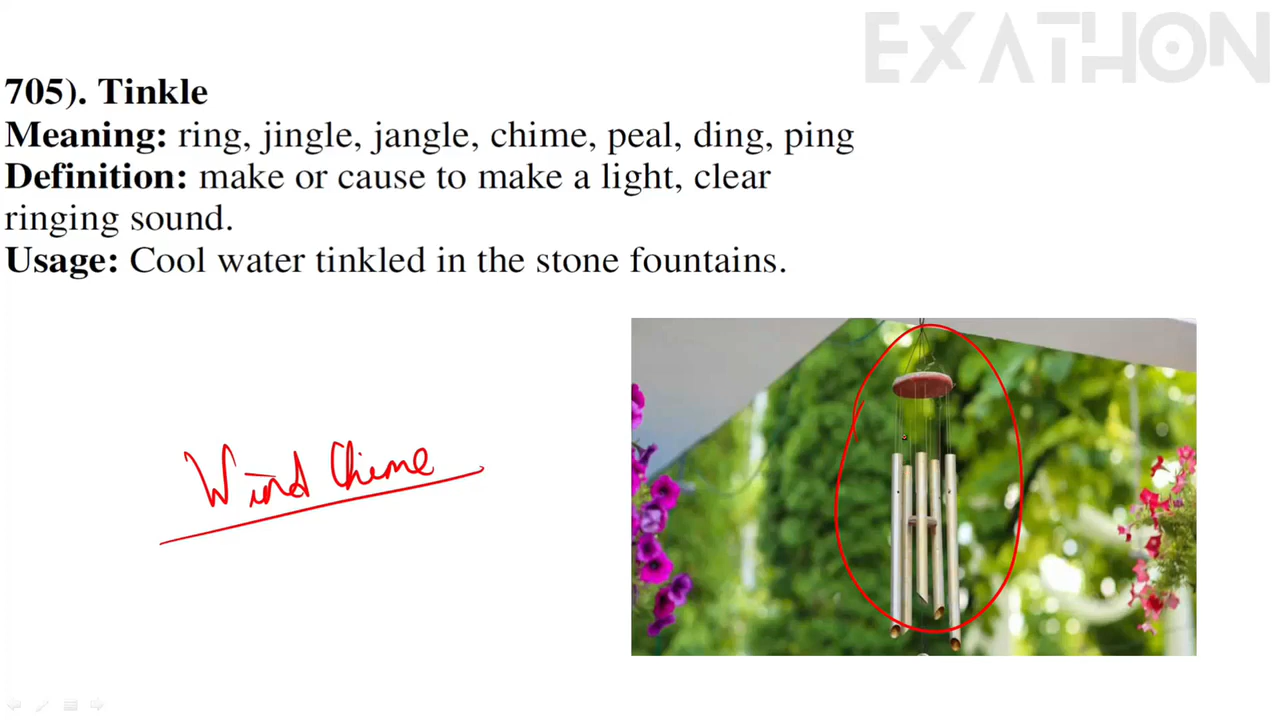 EXATHON
705). Tinkle
Meaning: ring, jingle, jangle, chime, peal, ding, ping
Definition: make or cause to make a light, clear
ringing sound.
Usage: Cool water tinkled in the stone fountains.
Wind Chime